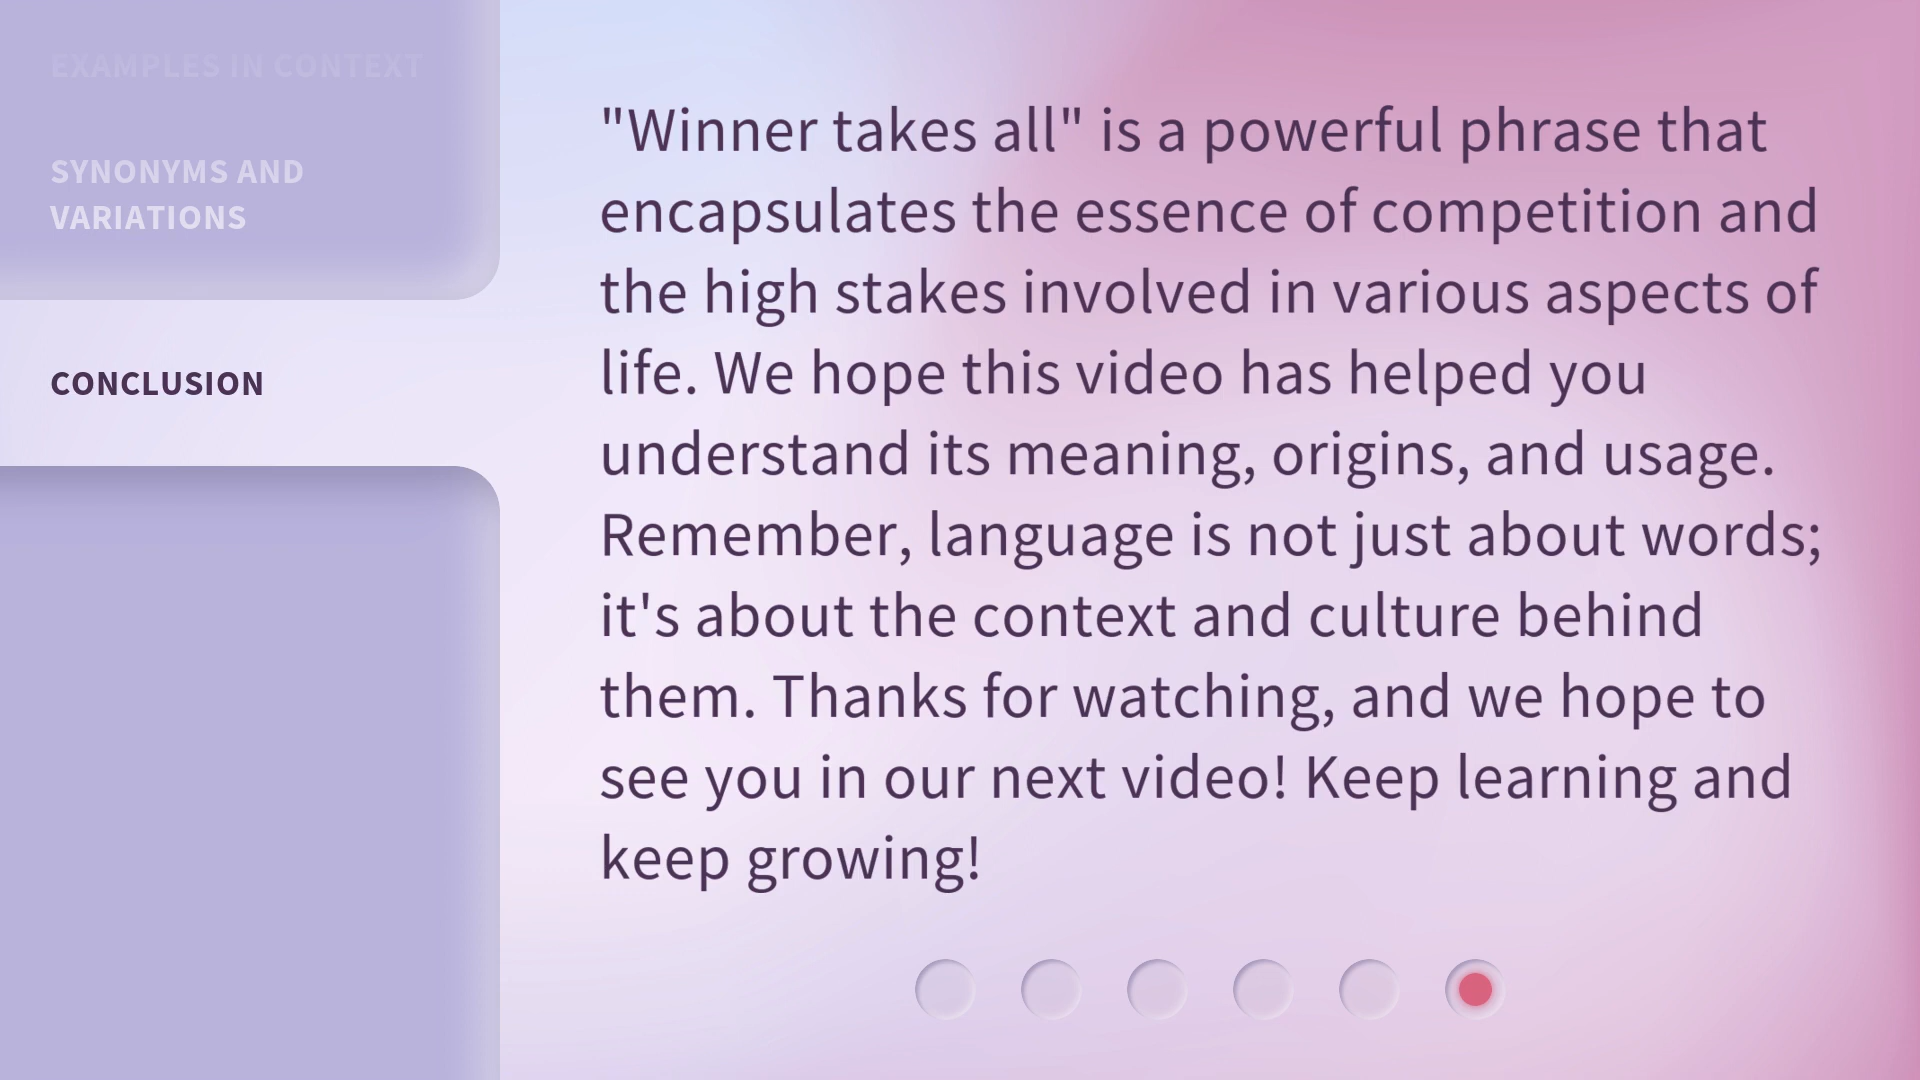 EXAMPLES IN CONTEXT
SYNONYMS AND
VARIATIONS
CONCLUSION
"Winner takes all" is a powerful phrase that
encapsulates the essence of competition and
the high stakes involved in various aspects of
life. We hope this video has helped you
understand its meaning, origins, and usage.
Remember, language is not just about words;
it's about the context and culture behind
them. Thanks for watching, and we hope to
see you in our next video! Keep learning and
keep growing!